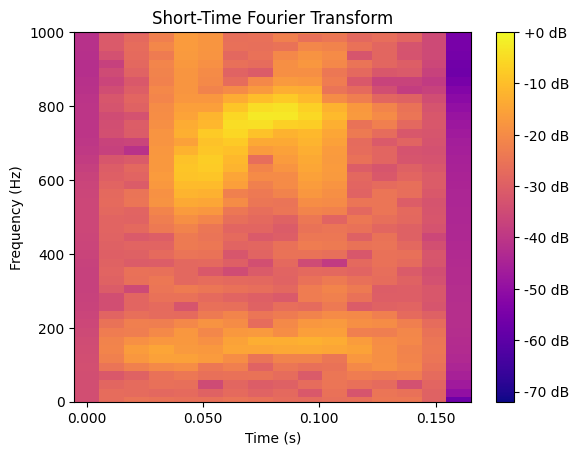 Short-Time Fourier Transform
1000
800
600
400
200
0
Frequency (Hz)
0.000
0.050
0.100
0.150
Time (s)
+0 dB
-10 dB
-20 dB
-30 dB
-40 dB
-50 dB
-60 dB
-70 dB